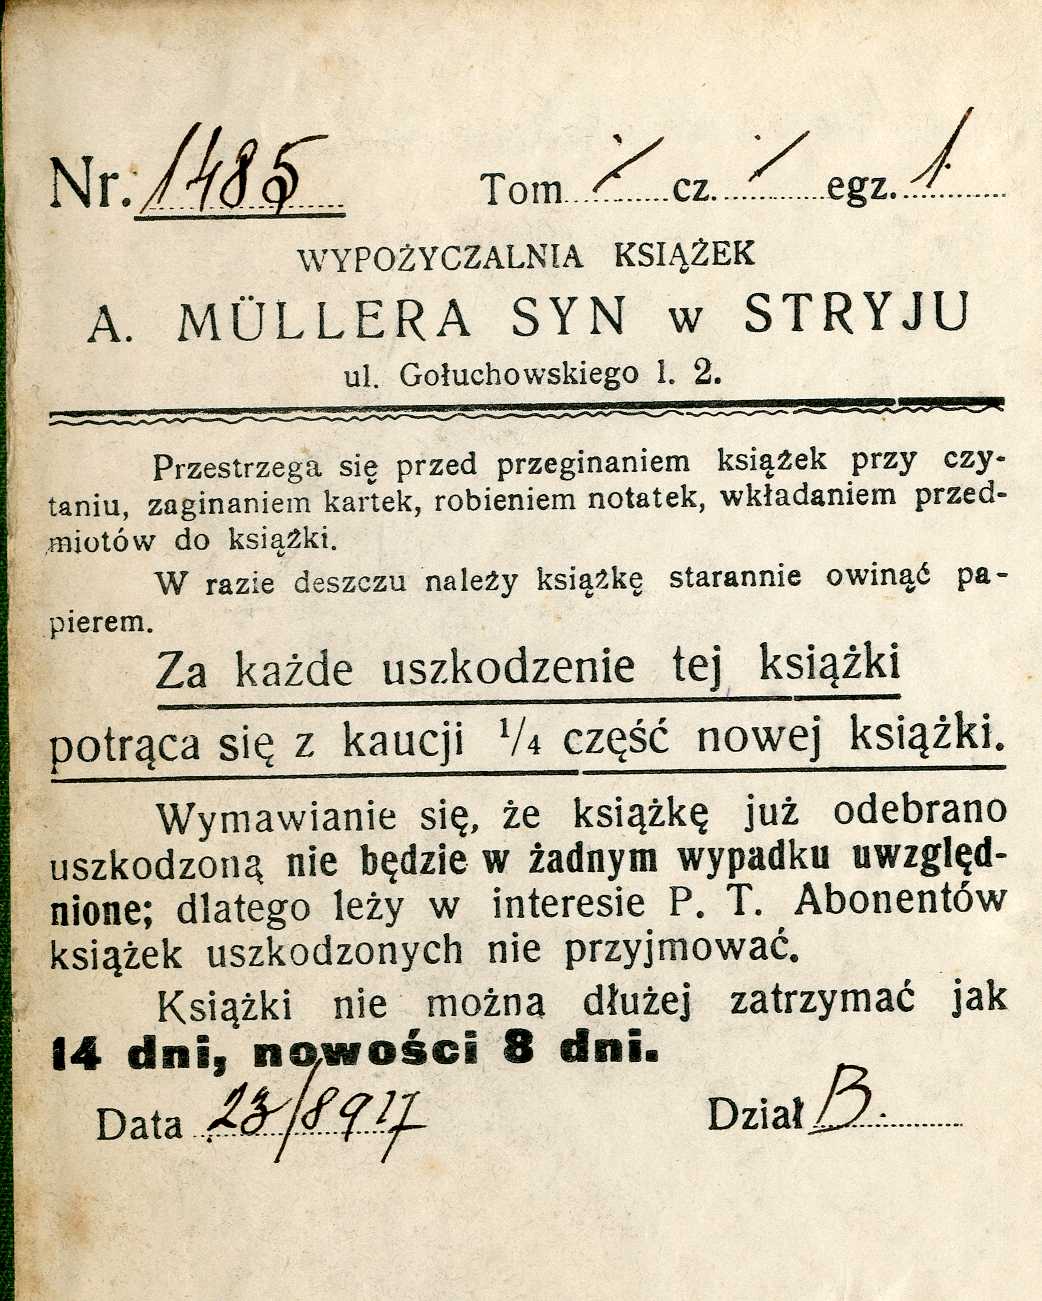 Nr. 1485 Tom ·/. cz. ·/. egz. 1
WYPOŻYCZALNIA KSIĄŻEK
A. MÜLLERA SYN w STRYJU
ul. Gołuchowskiego l. 2.
Przestrzega się przed przeginaniem książek przy czy-
taniu, zaginaniem kartek, robieniem notatek, wkładaniem przed-
miotów do książki.
W razie deszczu należy książkę starannie owinąć pa-
pierem.
Za każde uszkodzenie tej książki
potrąca się z kaucji 1/4 część nowej książki.
Wymawianie się, że książkę już odebrano
uszkodzoną nie będzie w żadnym wypadku uwzględ-
nione; dlatego leży w interesie P. T. Abonentów
książek uszkodzonych nie przyjmować.
Książki nie można dłużej zatrzymać jak
14 dni, nowości 8 dni.
Data 23/8 917 Dział B.